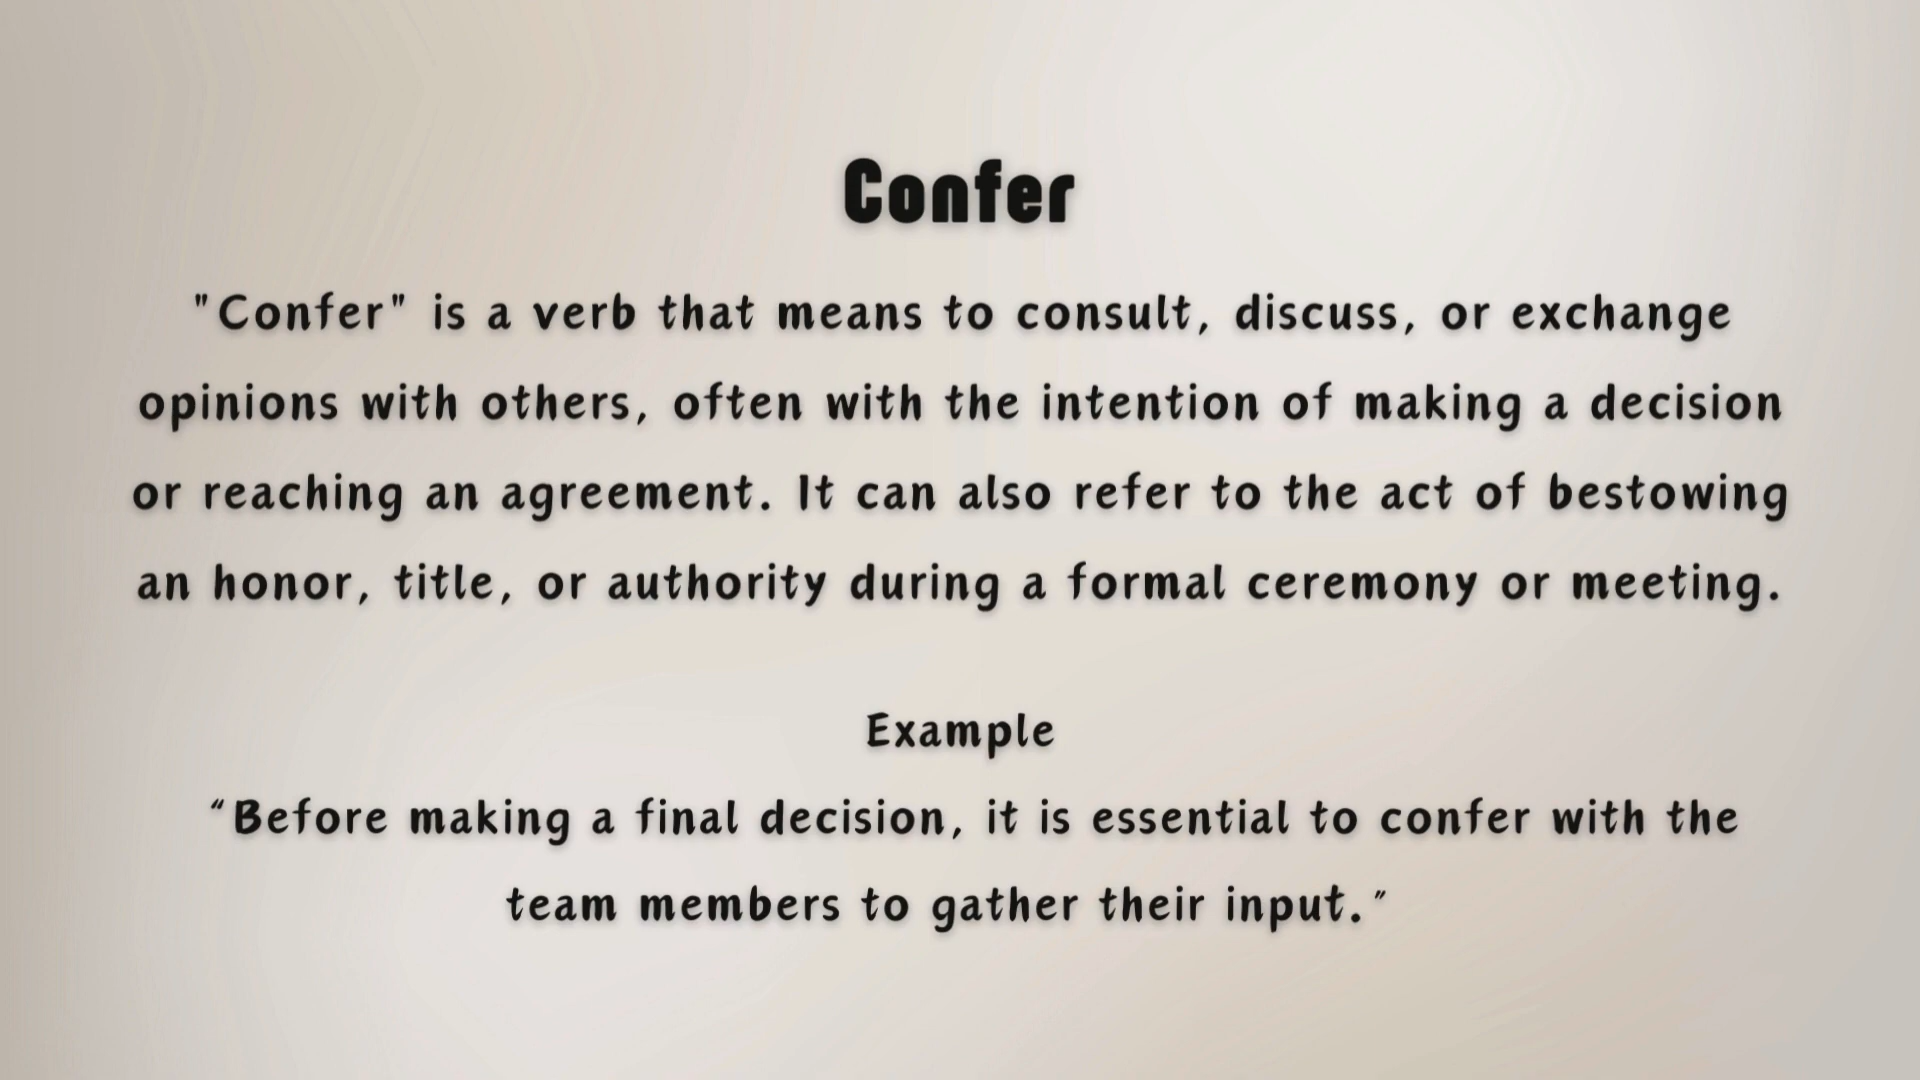 Confer
"Confer" is a verb that means to consult, discuss, or exchange
opinions with others, often with the intention of making a decision
or reaching an agreement. It can also refer to the act of bestowing
an honor, title, or authority during a formal ceremony or meeting.
Example
“Before making a final decision, it is essential to confer with the
team members to gather their input.”